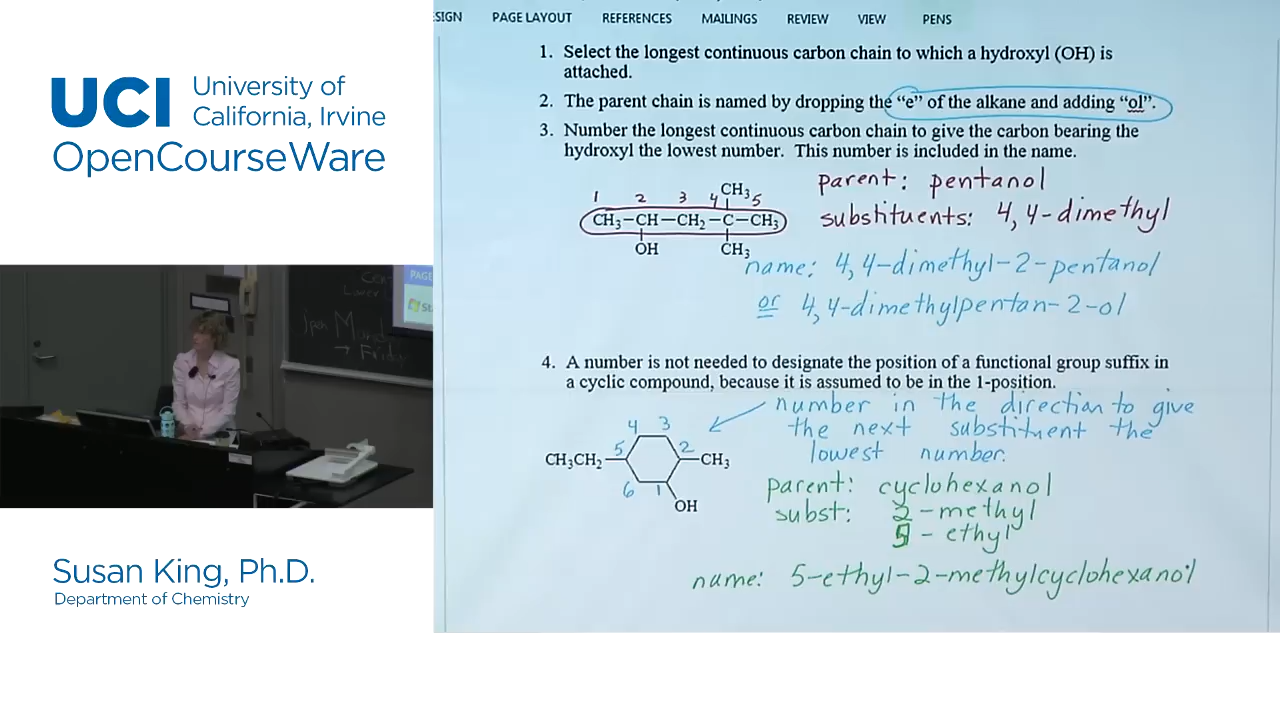 ESIGN PAGE LAYOUT REFERENCES MAILINGS REVIEW VIEW PENS
UCI University of California, Irvine
OpenCourseWare
1. Select the longest continuous carbon chain to which a hydroxyl (OH) is
attached.
2. The parent chain is named by dropping the “e” of the alkane and adding “ol”.
3. Number the longest continuous carbon chain to give the carbon bearing the
hydroxyl the lowest number. This number is included in the name.
CH₃
1 2 3 4 5
CH₃–CH–CH₂–C–CH₃
OH CH₃
parent: pentanol
substituents: 4,4-dimethyl
name: 4,4-dimethyl-2-pentanol
or 4,4-dimethylpentan-2-ol
4. A number is not needed to designate the position of a functional group suffix in
a cyclic compound, because it is assumed to be in the 1-position.
number in the direction to give
the next substituent the
lowest number.
4 3
5 2
CH₃CH₂ CH₃
6 1
OH
parent: cyclohexanol
subst: 2-methyl
5-ethyl
name: 5-ethyl-2-methylcyclohexanol
PAGE
Open Mond
→ Friday
Susan King, Ph.D.
Department of Chemistry